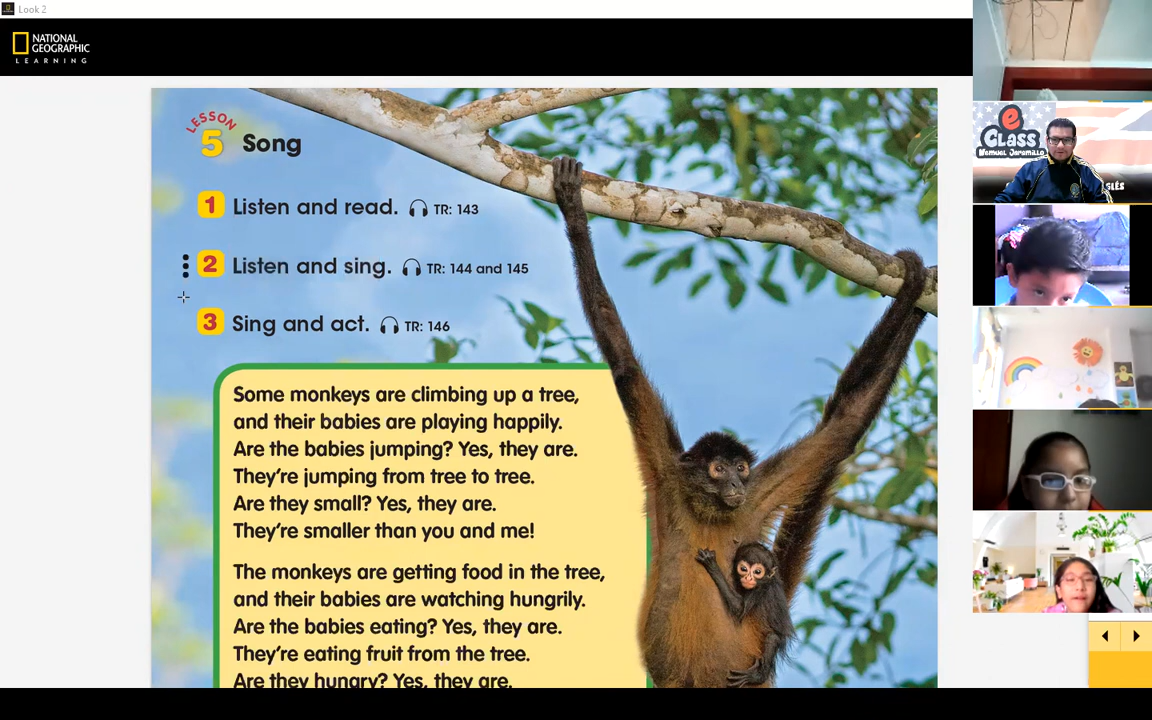 Look 2
NATIONAL
GEOGRAPHIC
LEARNING
LESSON
5 Song
1 Listen and read. TR: 143
2 Listen and sing. TR: 144 and 145
3 Sing and act. TR: 146
Some monkeys are climbing up a tree,
and their babies are playing happily.
Are the babies jumping? Yes, they are.
They're jumping from tree to tree.
Are they small? Yes, they are.
They're smaller than you and me!
The monkeys are getting food in the tree,
and their babies are watching hungrily.
Are the babies eating? Yes, they are.
They're eating fruit from the tree.
Are they hungry? Yes, they are.
e
Class
Nemuel Jaramillo